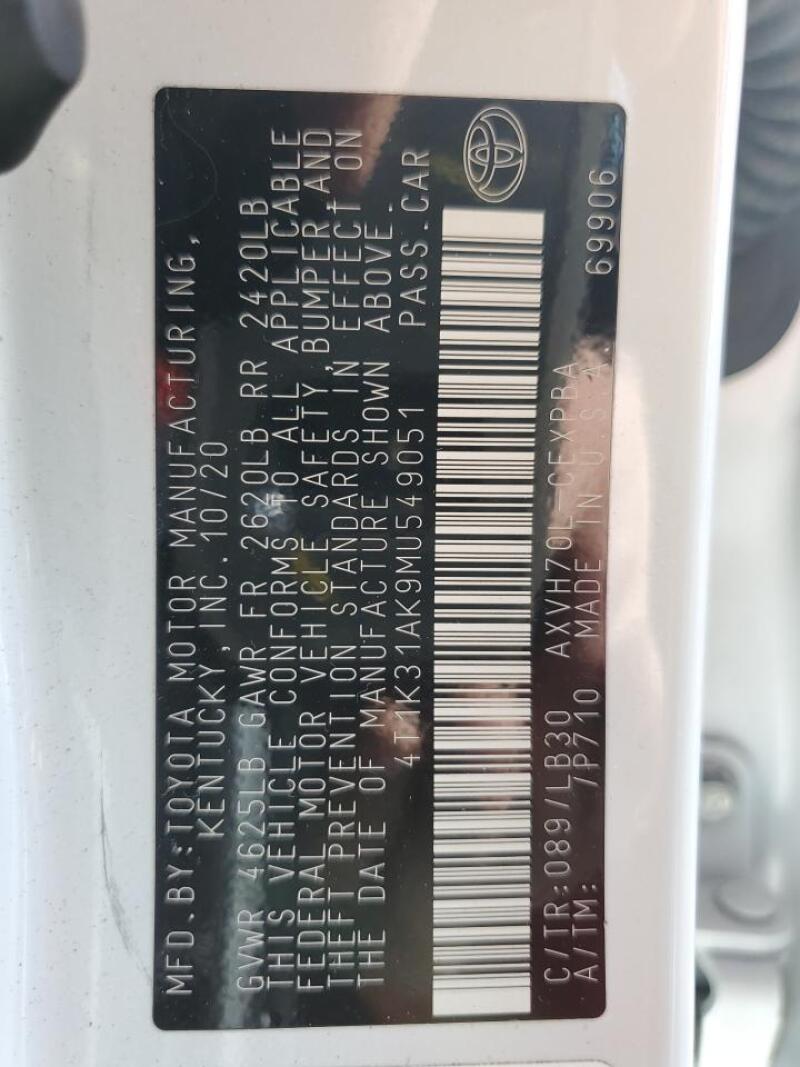 MFD.BY:TOYOTA MOTOR MANUFACTURING,
KENTUCKY, INC. 10/20
GVWR 4625LB GAWR FR 2620LB RR 2420LB
THIS VEHICLE CONFORMS TO ALL APPLICABLE
FEDERAL MOTOR VEHICLE SAFETY, BUMPER, AND
THEFT PREVENTION STANDARDS IN EFFECT ON
THE DATE OF MANUFACTURE SHOWN ABOVE.
4T1K31AK9MU549051 PASS.CAR
C/TR:089/LB30 AXVH70L-CEXPBA 69906
A/TM: /P710 MADE IN U S A